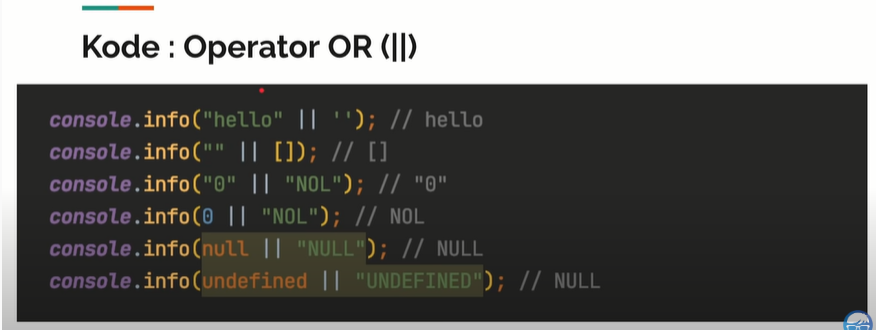 Kode : Operator OR (||)
console.info("hello" || ''); // hello
console.info("" || []); // []
console.info("0" || "NOL"); // "0"
console.info(0 || "NOL"); // NOL
console.info(null || "NULL"); // NULL
console.info(undefined || "UNDEFINED"); // NULL